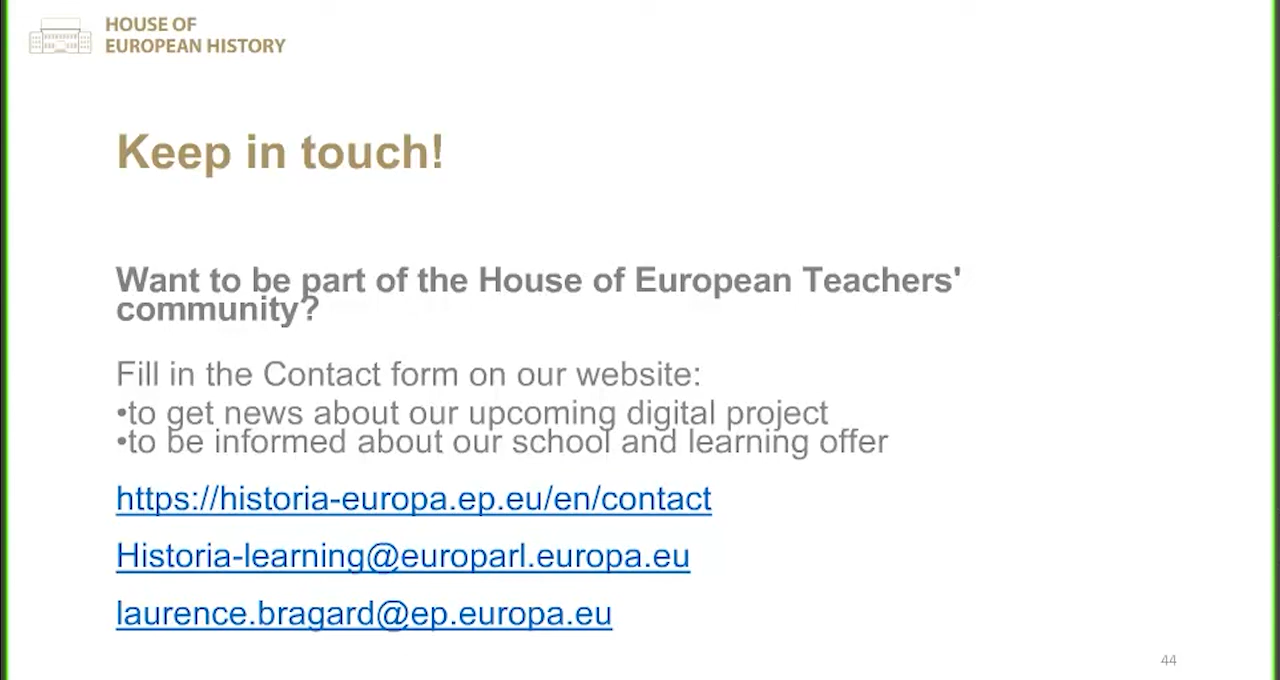 HOUSE OF
EUROPEAN HISTORY
Keep in touch!
Want to be part of the House of European Teachers'
community?
Fill in the Contact form on our website:
•to get news about our upcoming digital project
•to be informed about our school and learning offer
https://historia-europa.ep.eu/en/contact
Historia-learning@europarl.europa.eu
laurence.bragard@ep.europa.eu
44